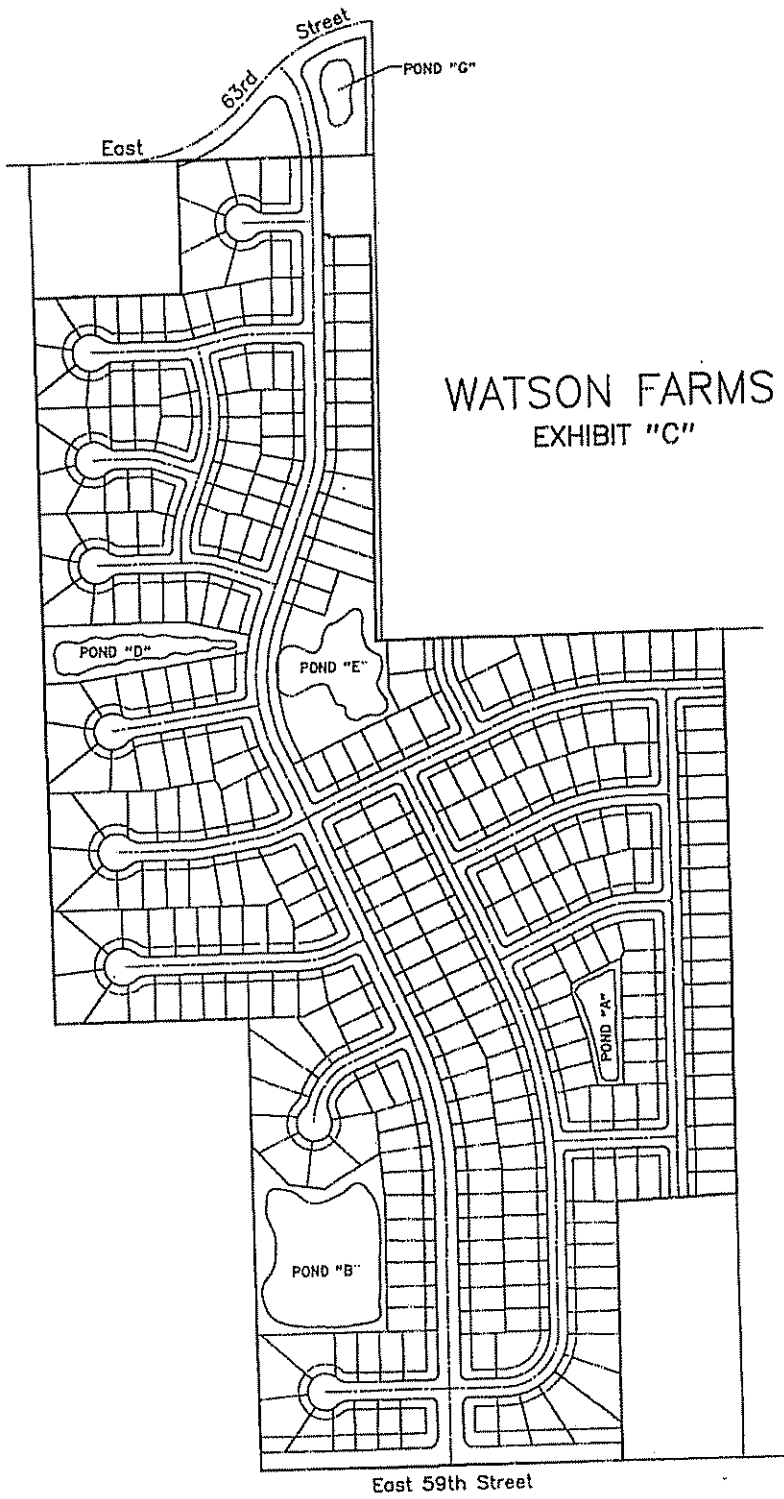 East 63rd Street
POND "G"
WATSON FARMS
EXHIBIT "C"
POND "D"
POND "E"
POND "A"
POND "B"
East 59th Street